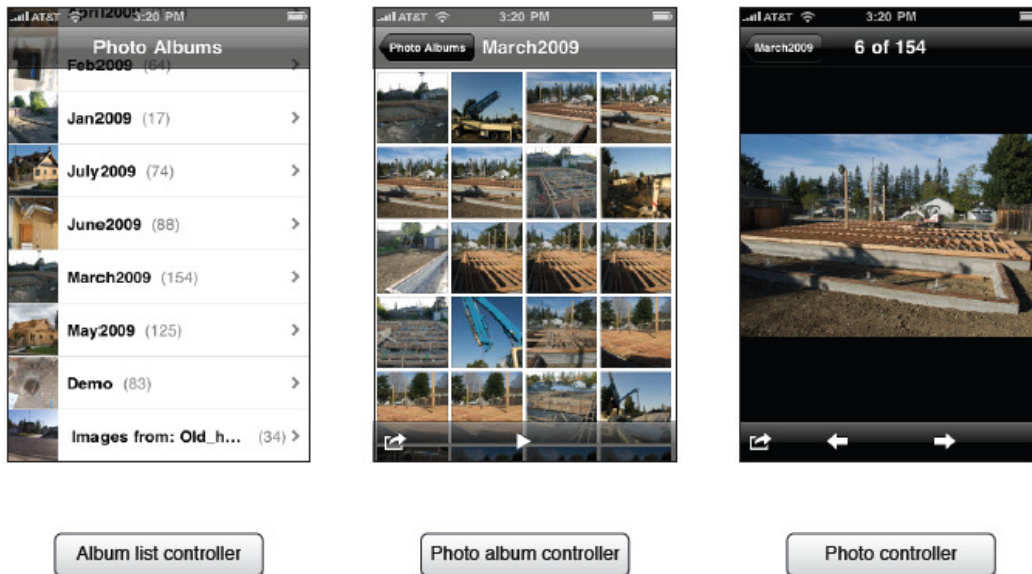 AT&T 3:20 PM
April2009
Photo Albums
Feb2009 (64)
Jan2009 (17)
July2009 (74)
June2009 (88)
March2009 (154)
May2009 (125)
Demo (83)
Images from: Old_h... (34)
Album list controller
AT&T 3:20 PM
Photo Albums March2009
Photo album controller
AT&T 3:20 PM
March2009 6 of 154
Photo controller